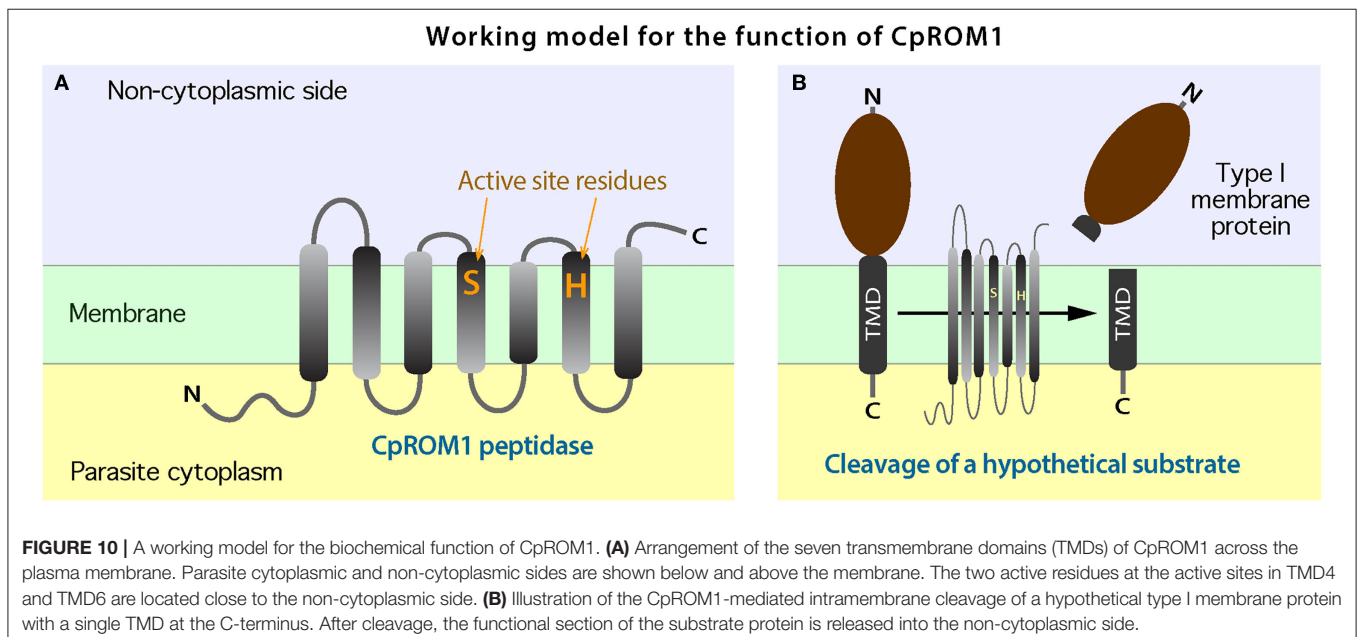 Working model for the function of CpROM1
A
Non-cytoplasmic side
Active site residues
S
H
C
Membrane
N
CpROM1 peptidase
Parasite cytoplasm
B
N
N
Type I
membrane
protein
S
H
TMD
TMD
C
C
Cleavage of a hypothetical substrate
FIGURE 10 | A working model for the biochemical function of CpROM1. (A) Arrangement of the seven transmembrane domains (TMDs) of CpROM1 across the
plasma membrane. Parasite cytoplasmic and non-cytoplasmic sides are shown below and above the membrane. The two active residues at the active sites in TMD4
and TMD6 are located close to the non-cytoplasmic side. (B) Illustration of the CpROM1-mediated intramembrane cleavage of a hypothetical type I membrane protein
with a single TMD at the C-terminus. After cleavage, the functional section of the substrate protein is released into the non-cytoplasmic side.